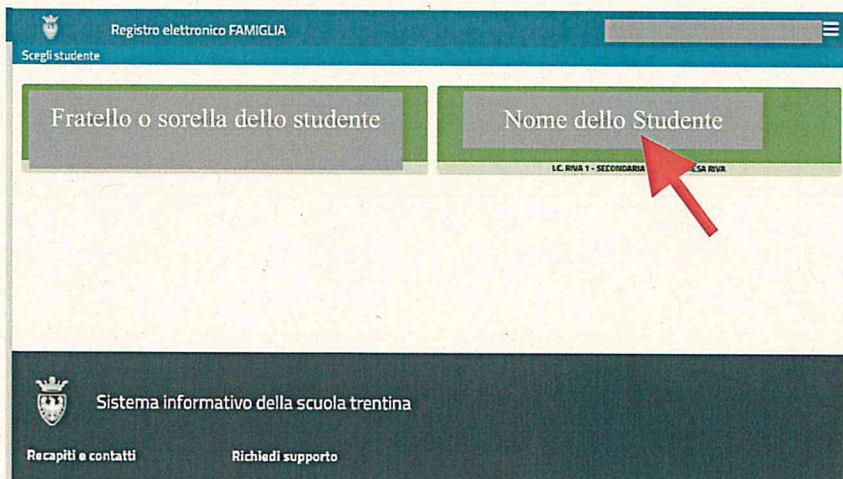 Registro elettronico FAMIGLIA
Scegli studente
Fratello o sorella dello studente
Nome dello Studente
I.C. RIVA 1 - SECONDARIA RIVA
Sistema informativo della scuola trentina
Recapiti e contatti
Richiedi supporto